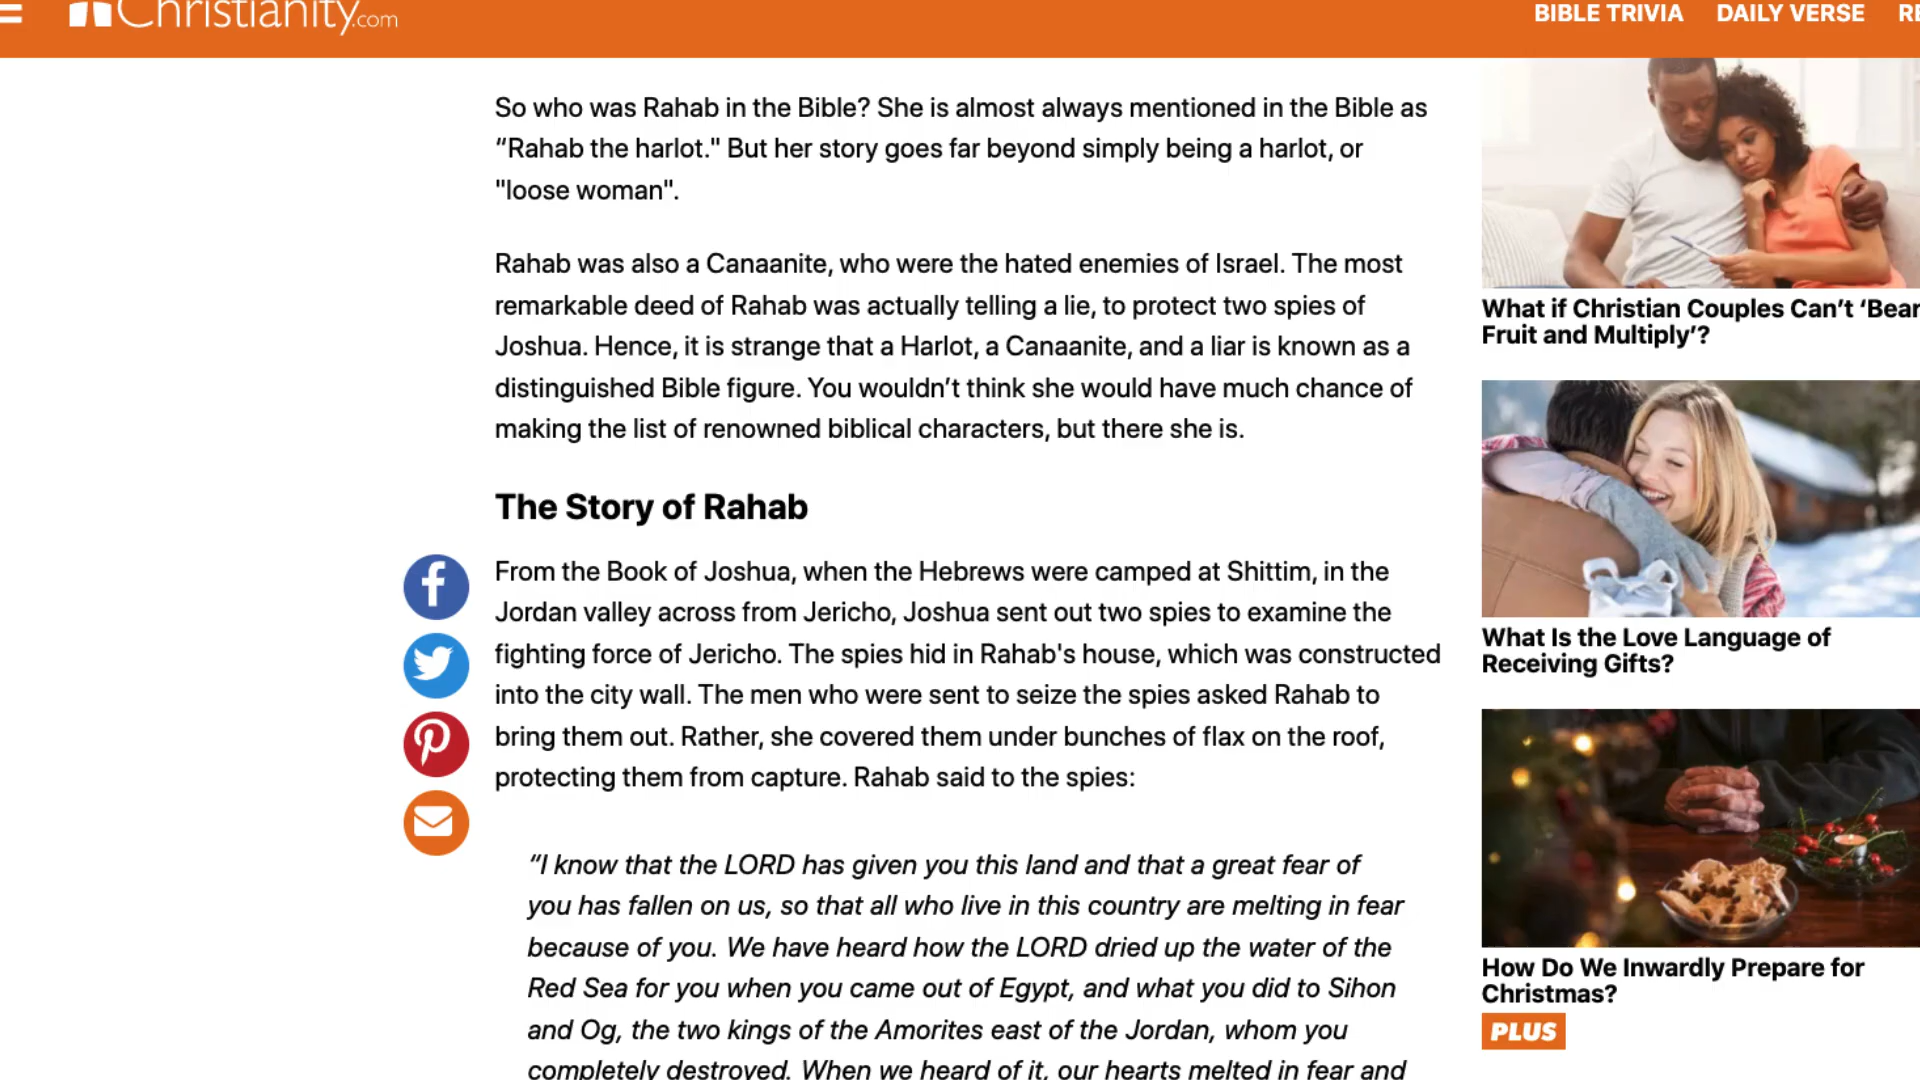 Christianity.com
BIBLE TRIVIA DAILY VERSE
So who was Rahab in the Bible? She is almost always mentioned in the Bible as
“Rahab the harlot." But her story goes far beyond simply being a harlot, or
"loose woman".
Rahab was also a Canaanite, who were the hated enemies of Israel. The most
remarkable deed of Rahab was actually telling a lie, to protect two spies of
Joshua. Hence, it is strange that a Harlot, a Canaanite, and a liar is known as a
distinguished Bible figure. You wouldn’t think she would have much chance of
making the list of renowned biblical characters, but there she is.
The Story of Rahab
From the Book of Joshua, when the Hebrews were camped at Shittim, in the
Jordan valley across from Jericho, Joshua sent out two spies to examine the
fighting force of Jericho. The spies hid in Rahab's house, which was constructed
into the city wall. The men who were sent to seize the spies asked Rahab to
bring them out. Rather, she covered them under bunches of flax on the roof,
protecting them from capture. Rahab said to the spies:
“I know that the LORD has given you this land and that a great fear of
you has fallen on us, so that all who live in this country are melting in fear
because of you. We have heard how the LORD dried up the water of the
Red Sea for you when you came out of Egypt, and what you did to Sihon
and Og, the two kings of the Amorites east of the Jordan, whom you
completely destroyed. When we heard of it, our hearts melted in fear and
What if Christian Couples Can’t ‘Bear
Fruit and Multiply’?
What Is the Love Language of
Receiving Gifts?
How Do We Inwardly Prepare for
Christmas?
PLUS